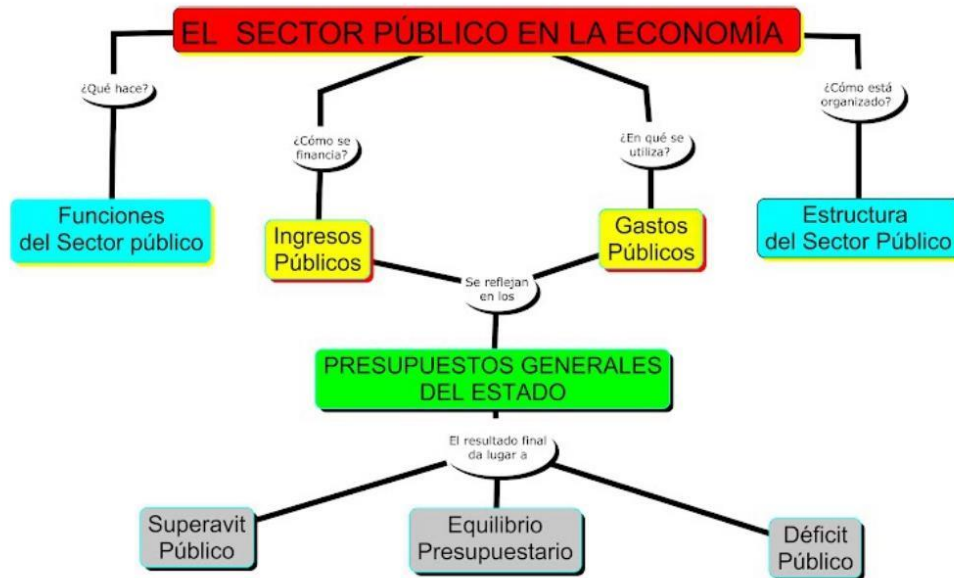 EL SECTOR PÚBLICO EN LA ECONOMÍA
¿Qué hace?
¿Cómo se
financia?
¿En qué se
utiliza?
¿Cómo está
organizado?
Funciones
del Sector público
Ingresos
Públicos
Gastos
Públicos
Estructura
del Sector Público
Se reflejan
en los
PRESUPUESTOS GENERALES
DEL ESTADO
El resultado final
da lugar a
Superavit
Público
Equilibrio
Presupuestario
Déficit
Público